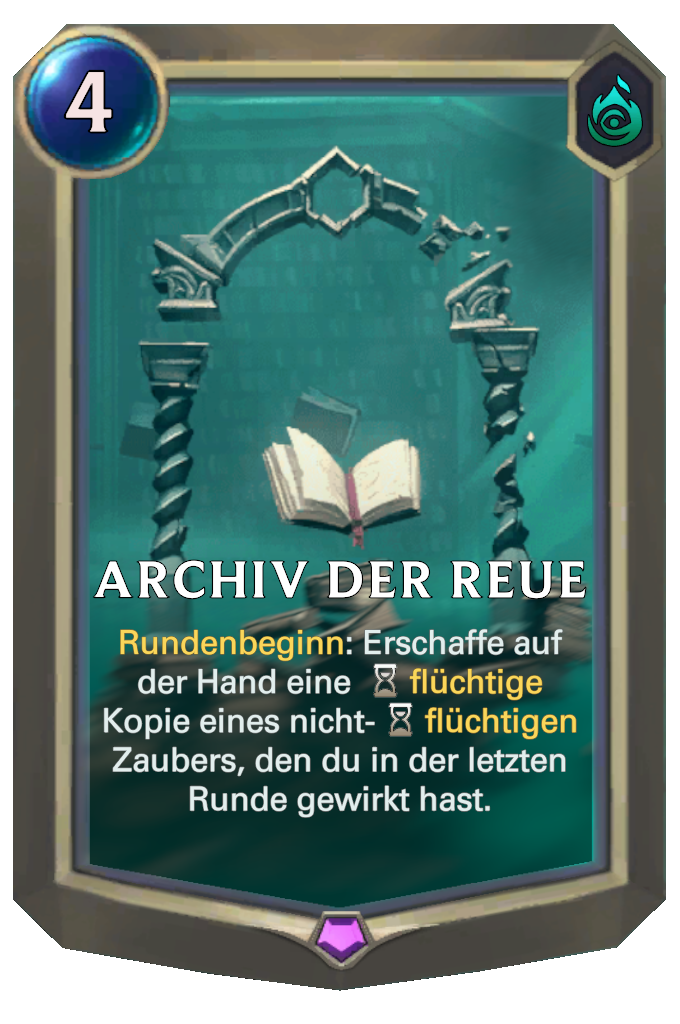 4
ARCHIV DER REUE
Rundenbeginn: Erschaffe auf
der Hand eine flüchtige
Kopie eines nicht- flüchtigen
Zaubers, den du in der letzten
Runde gewirkt hast.